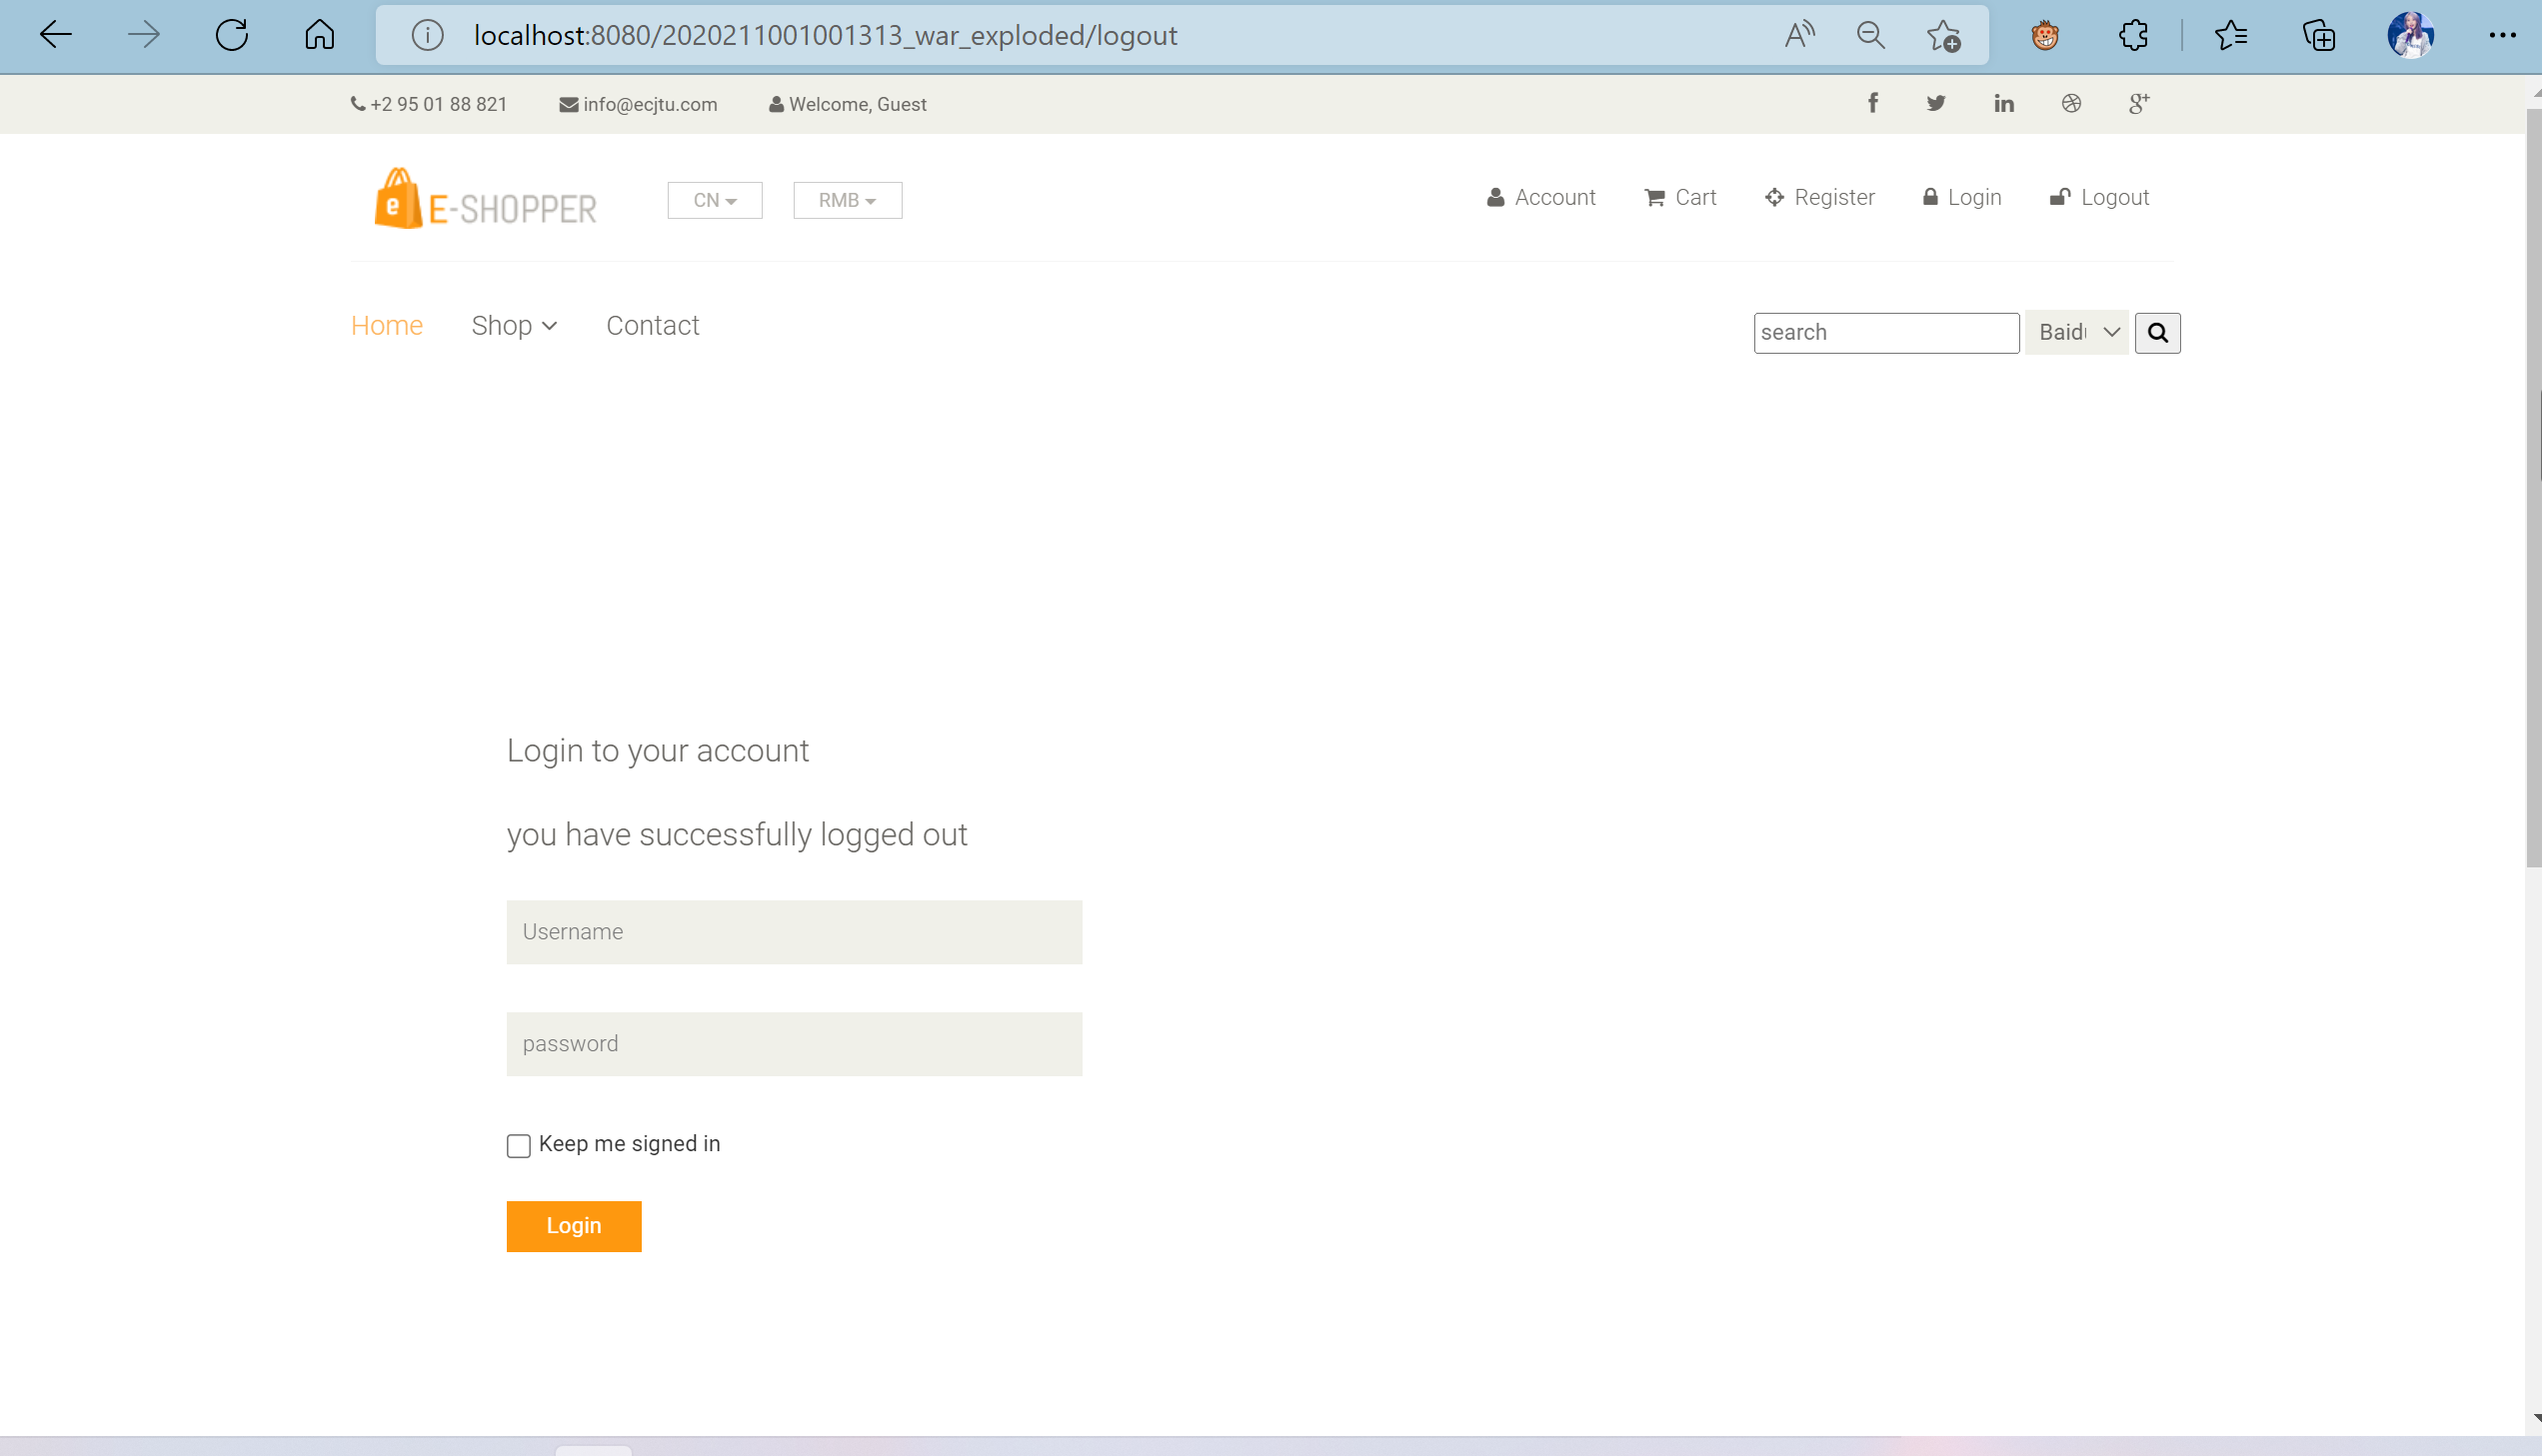 localhost:8080/2020211001001313_war_exploded/logout
+2 95 01 88 821 info@ecjtu.com Welcome, Guest
E-SHOPPER CN RMB Account Cart Register Login Logout
Home Shop Contact search Baid
Login to your account
you have successfully logged out
Username
password
Keep me signed in
Login